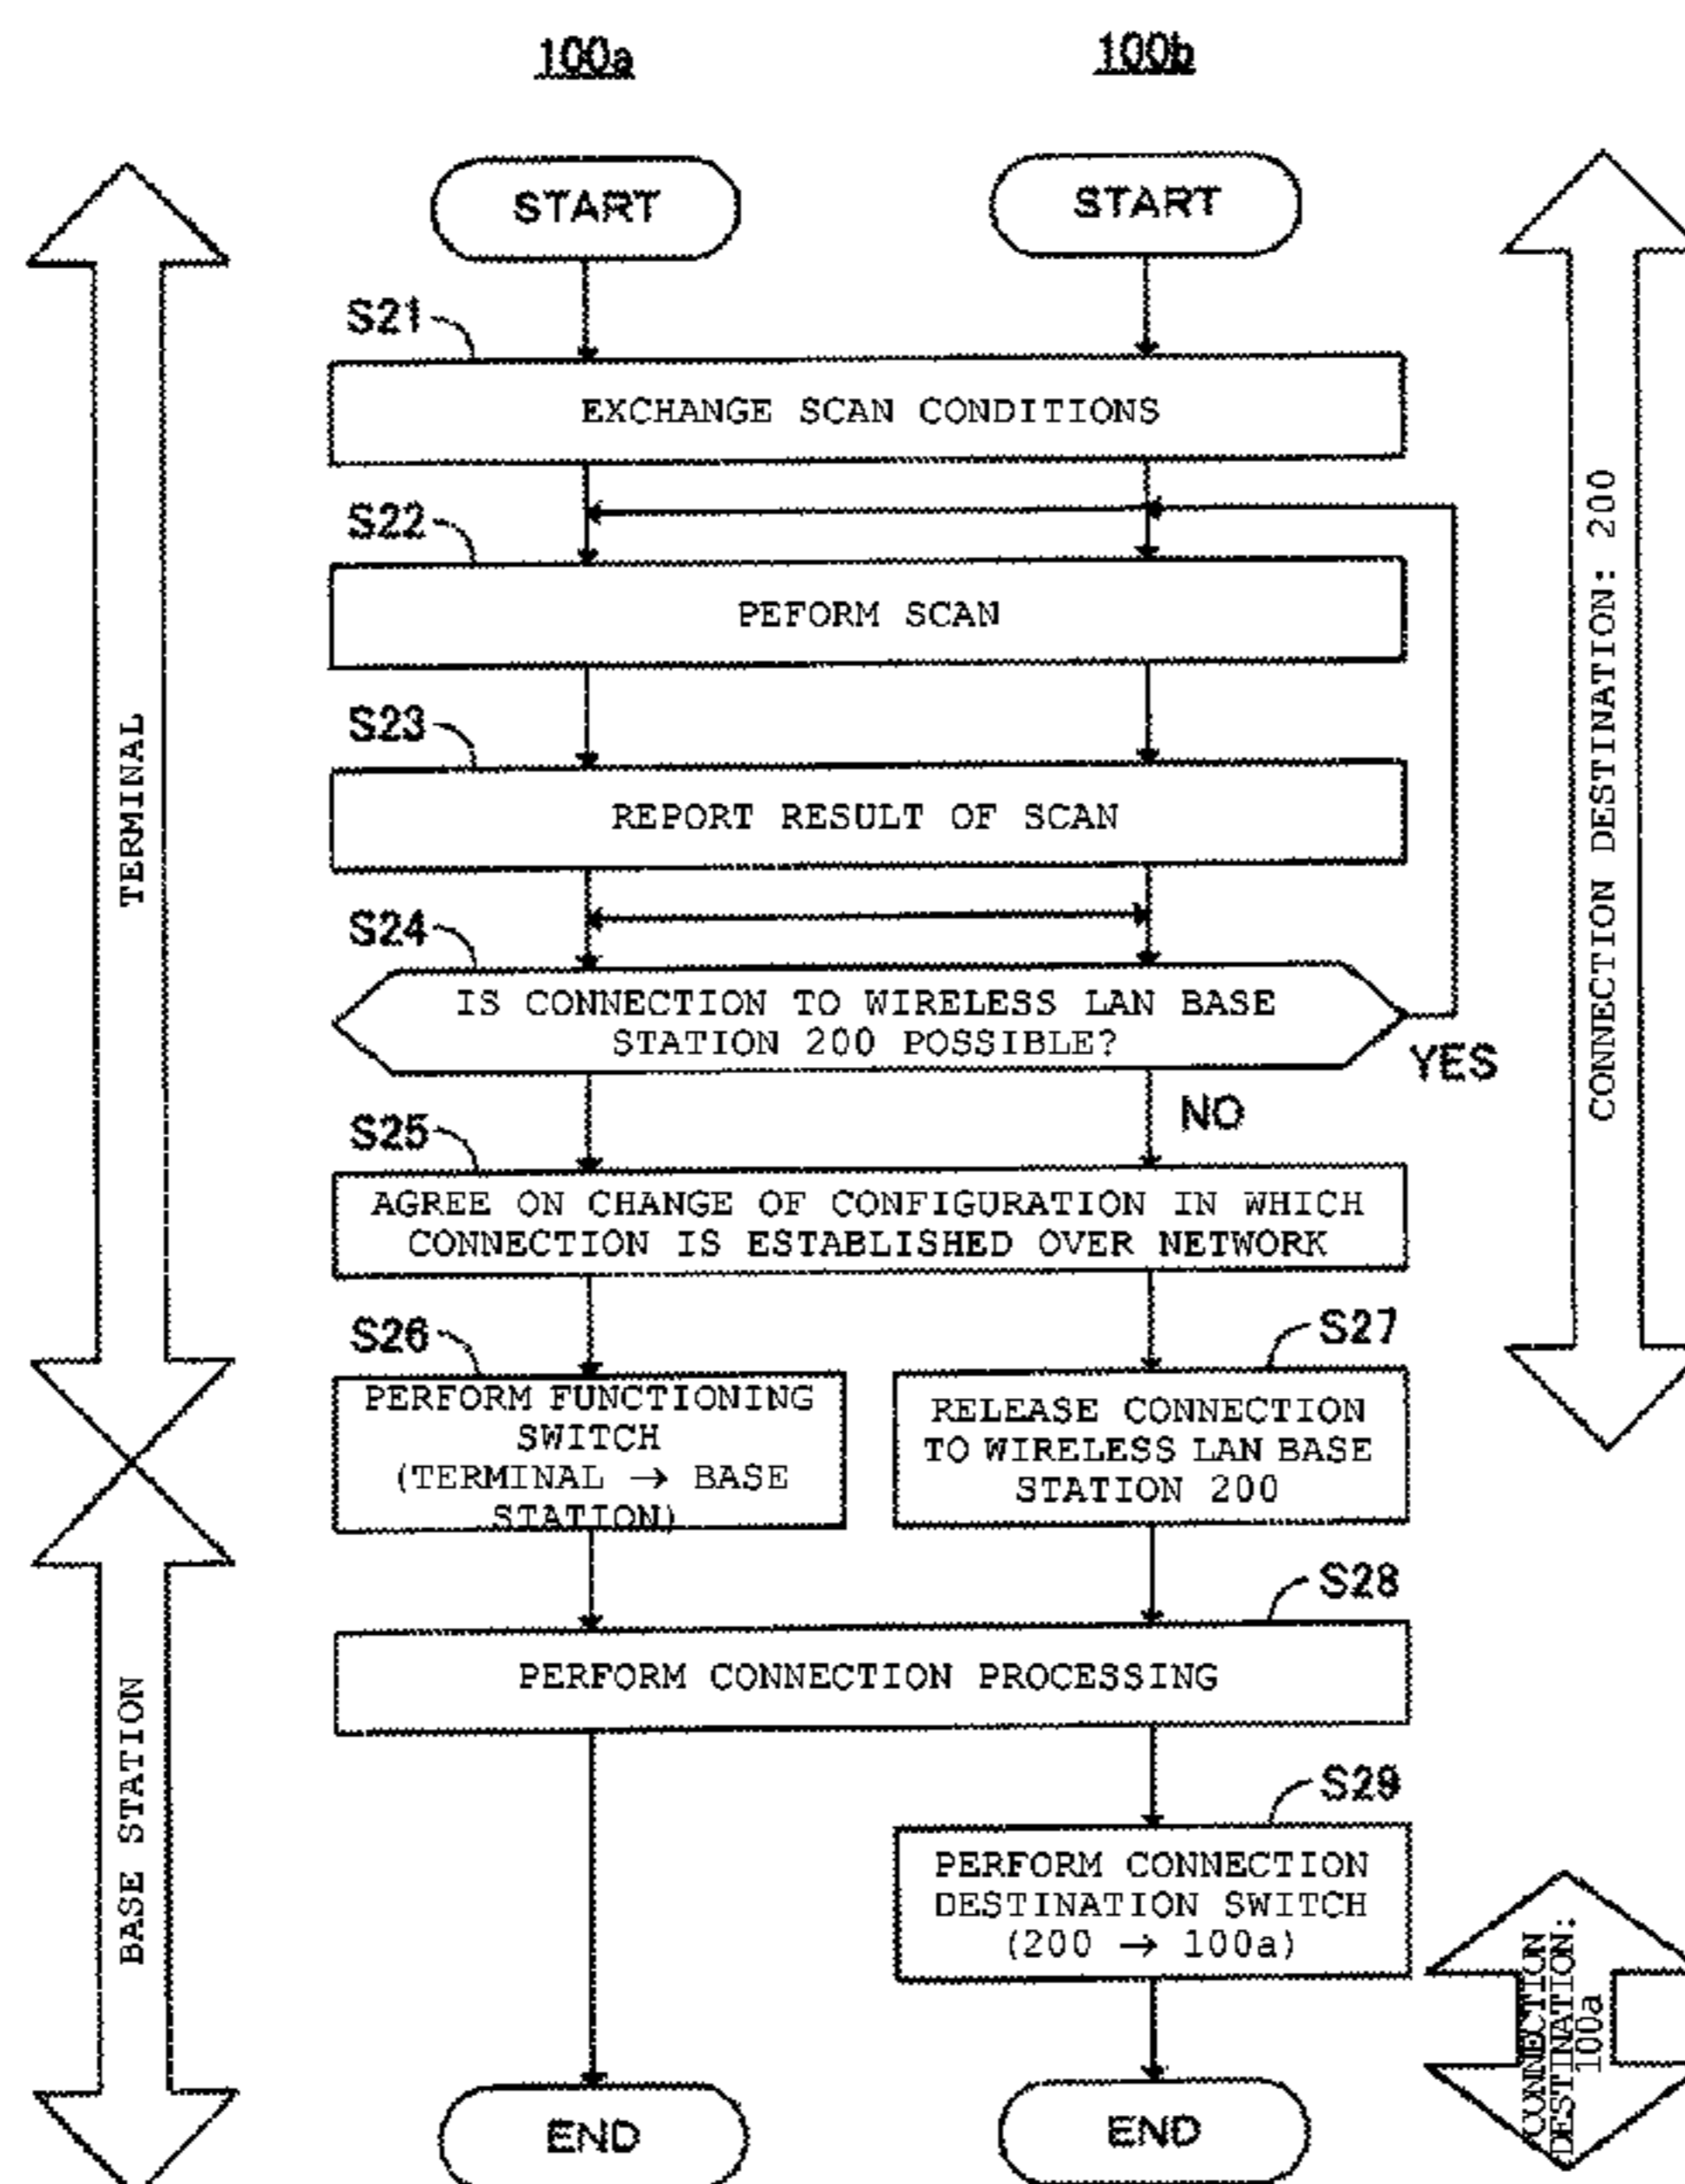 100a
100b
START
START
S21
EXCHANGE SCAN CONDITIONS
S22
PEFORM SCAN
S23
REPORT RESULT OF SCAN
S24
IS CONNECTION TO WIRELESS LAN BASE
STATION 200 POSSIBLE?
YES
NO
S25
AGREE ON CHANGE OF CONFIGURATION IN WHICH
CONNECTION IS ESTABLISHED OVER NETWORK
S26
PERFORM FUNCTIONING
SWITCH
(TERMINAL → BASE
STATION)
S27
RELEASE CONNECTION
TO WIRELESS LAN BASE
STATION 200
S28
PERFORM CONNECTION PROCESSING
S29
PERFORM CONNECTION
DESTINATION SWITCH
(200 → 100a)
END
END
TERMINAL
BASE STATION
CONNECTION DESTINATION: 200
CONNECTION
DESTINATION:
100a